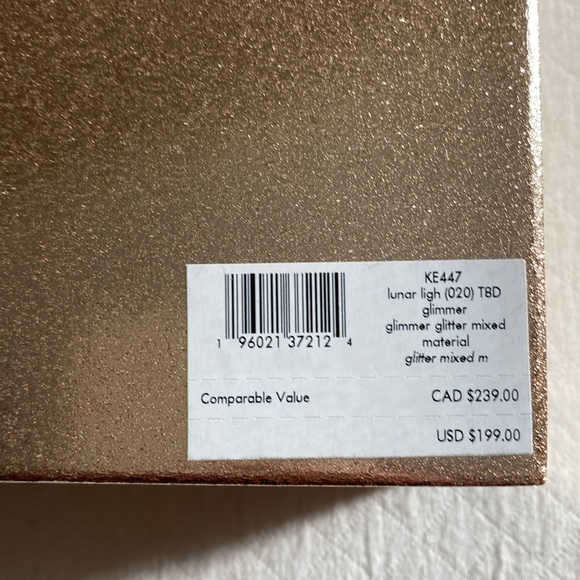 KE447
lunar ligh (020) TBD
glimmer
glimmer glitter mixed
material
glitter mixed m
1 96021 37212 4
Comparable Value CAD $239.00
USD $199.00